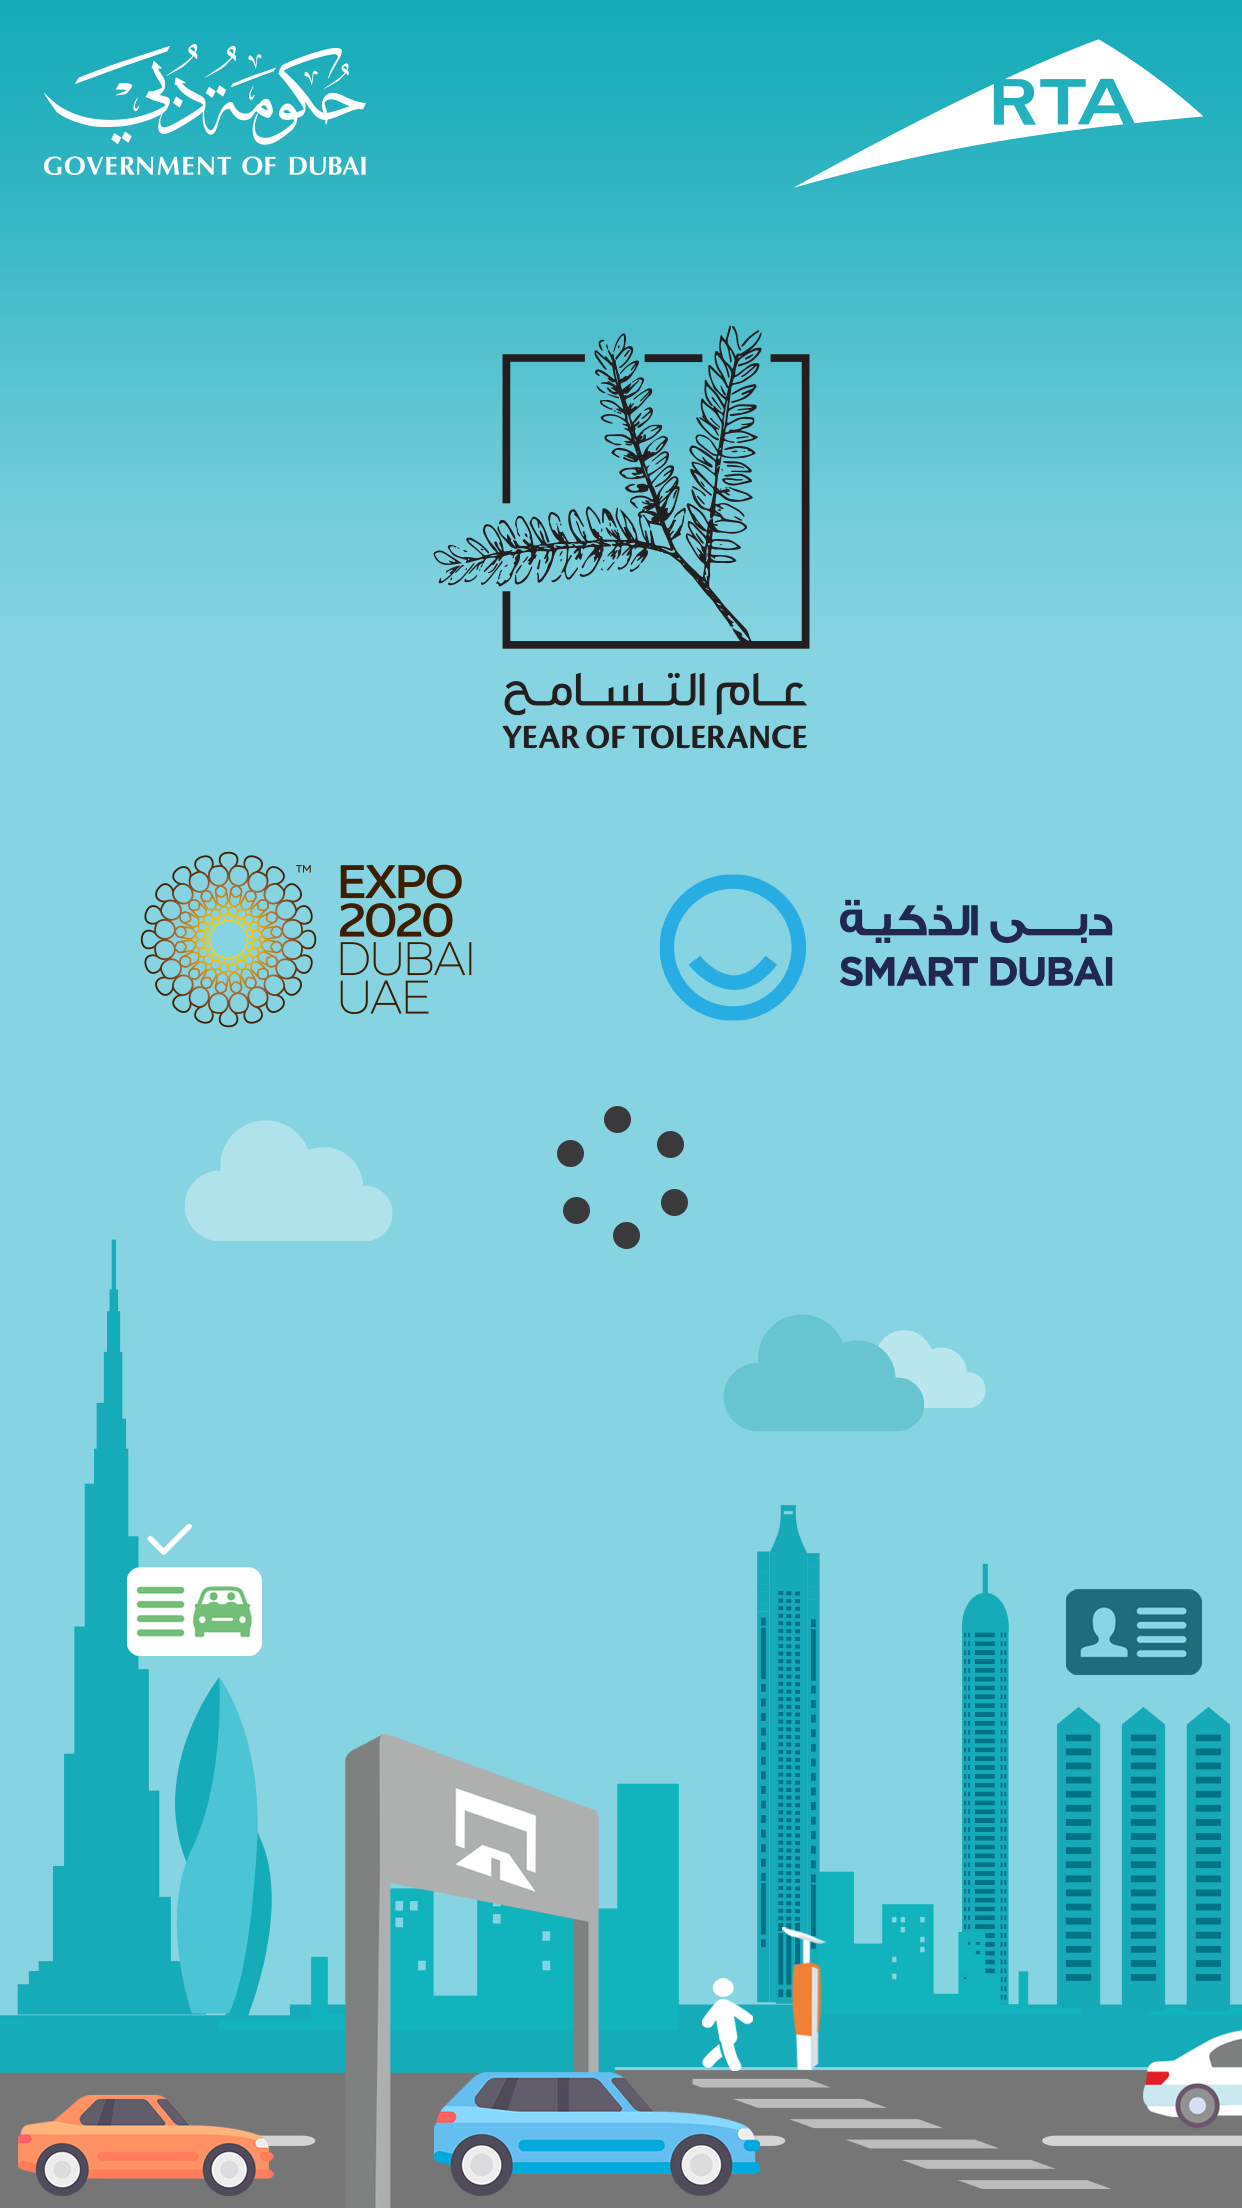 حكومة دبي
GOVERNMENT OF DUBAI
RTA
عام التسامح
YEAR OF TOLERANCE
EXPO
2020
DUBAI
UAE
TM
دبي الذكية
SMART DUBAI